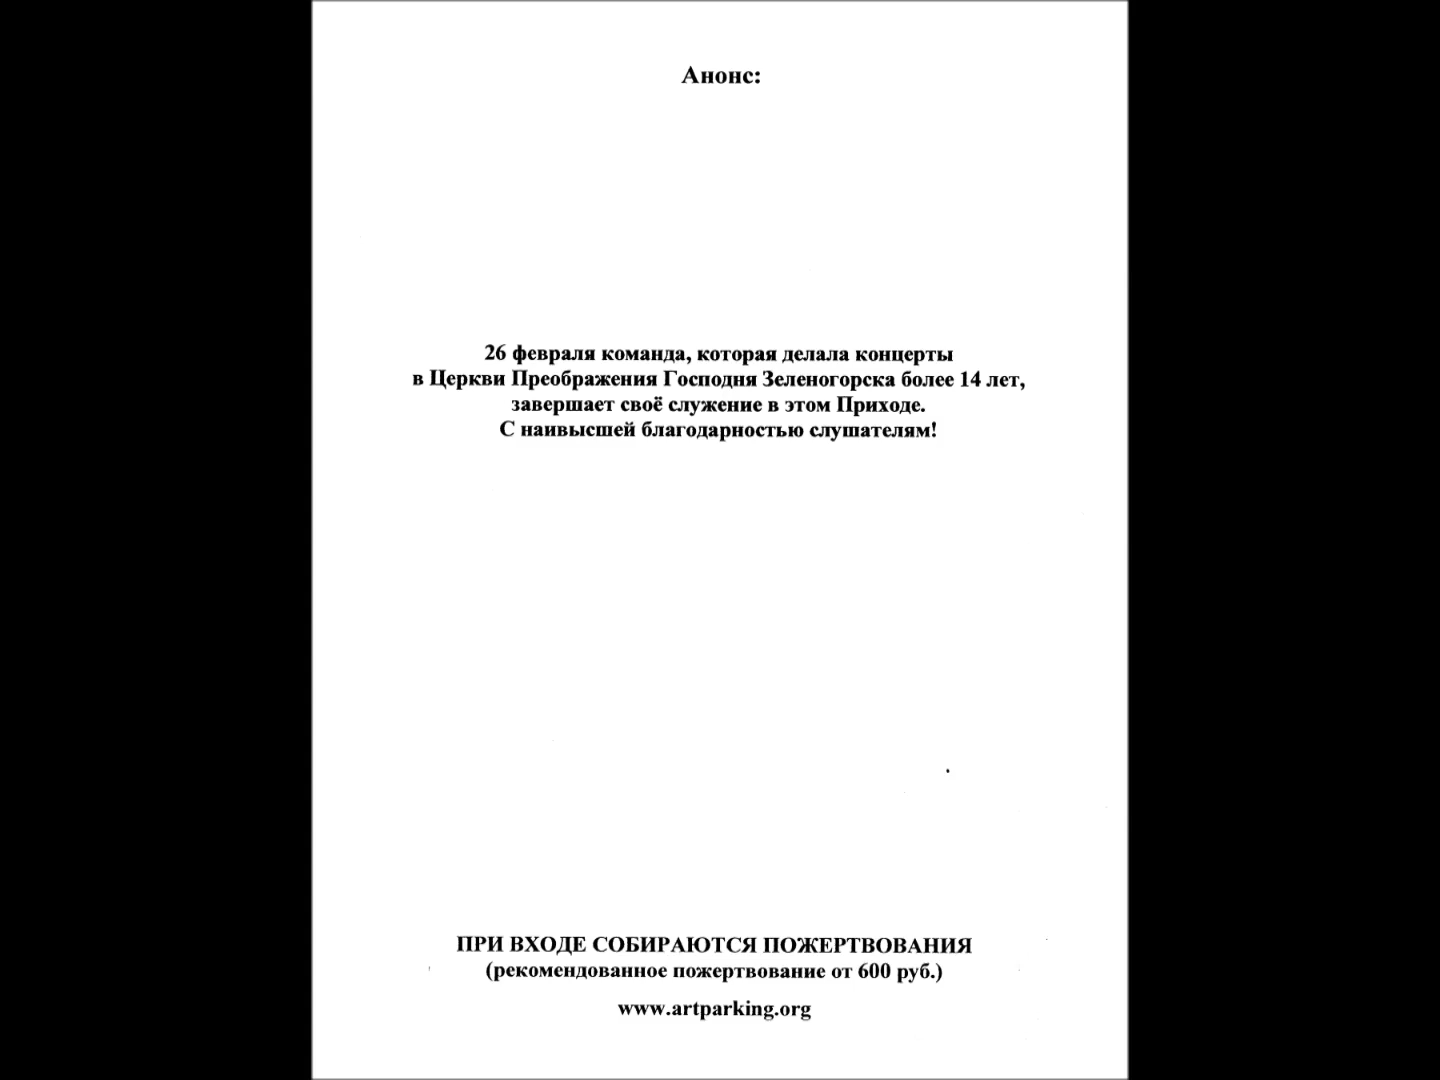 Анонс:
26 февраля команда, которая делала концерты
в Церкви Преображения Господня Зеленогорска более 14 лет,
завершает своё служение в этом Приходе.
С наивысшей благодарностью слушателям!
ПРИ ВХОДЕ СОБИРАЮТСЯ ПОЖЕРТВОВАНИЯ
(рекомендованное пожертвование от 600 руб.)
www.artparking.org